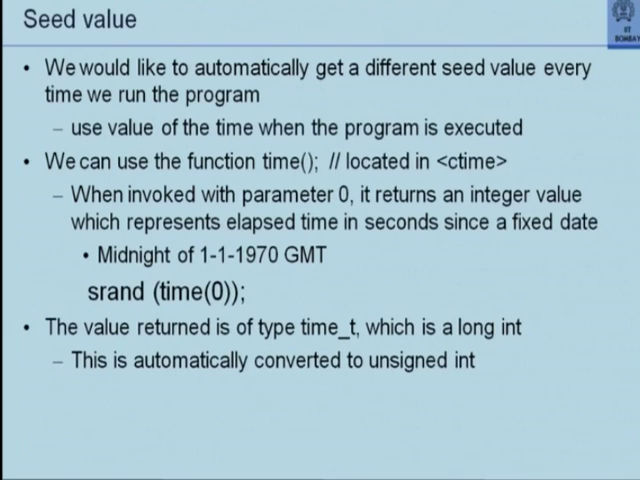 Seed value
IIT
BOMBAY
• We would like to automatically get a different seed value every
time we run the program
– use value of the time when the program is executed
• We can use the function time(); // located in <ctime>
– When invoked with parameter 0, it returns an integer value
which represents elapsed time in seconds since a fixed date
• Midnight of 1-1-1970 GMT
srand (time(0));
• The value returned is of type time_t, which is a long int
– This is automatically converted to unsigned int